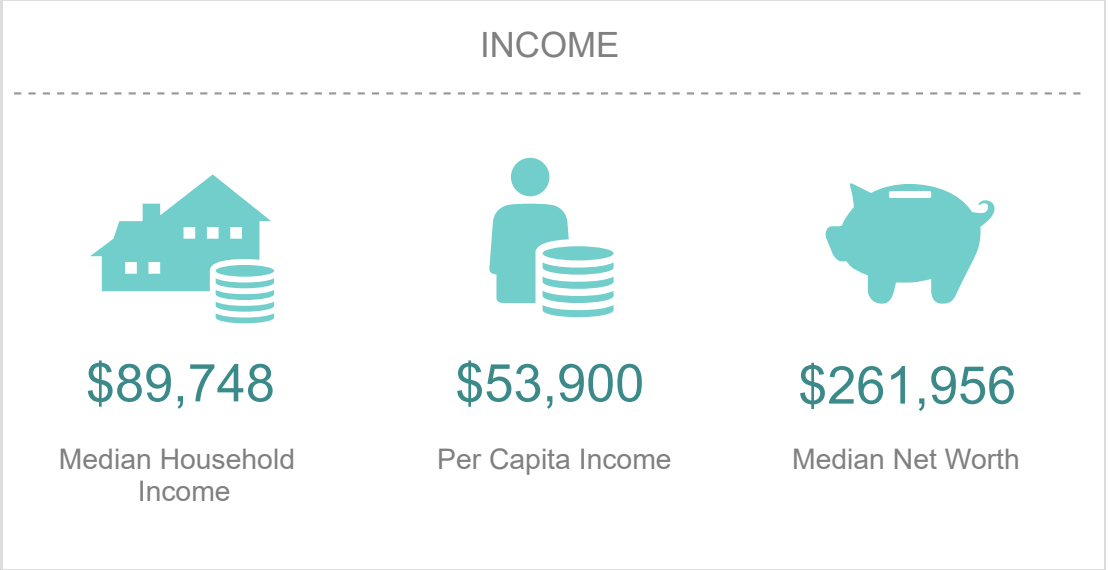 INCOME
$89,748
$53,900
$261,956
Median Household
Income
Per Capita Income
Median Net Worth